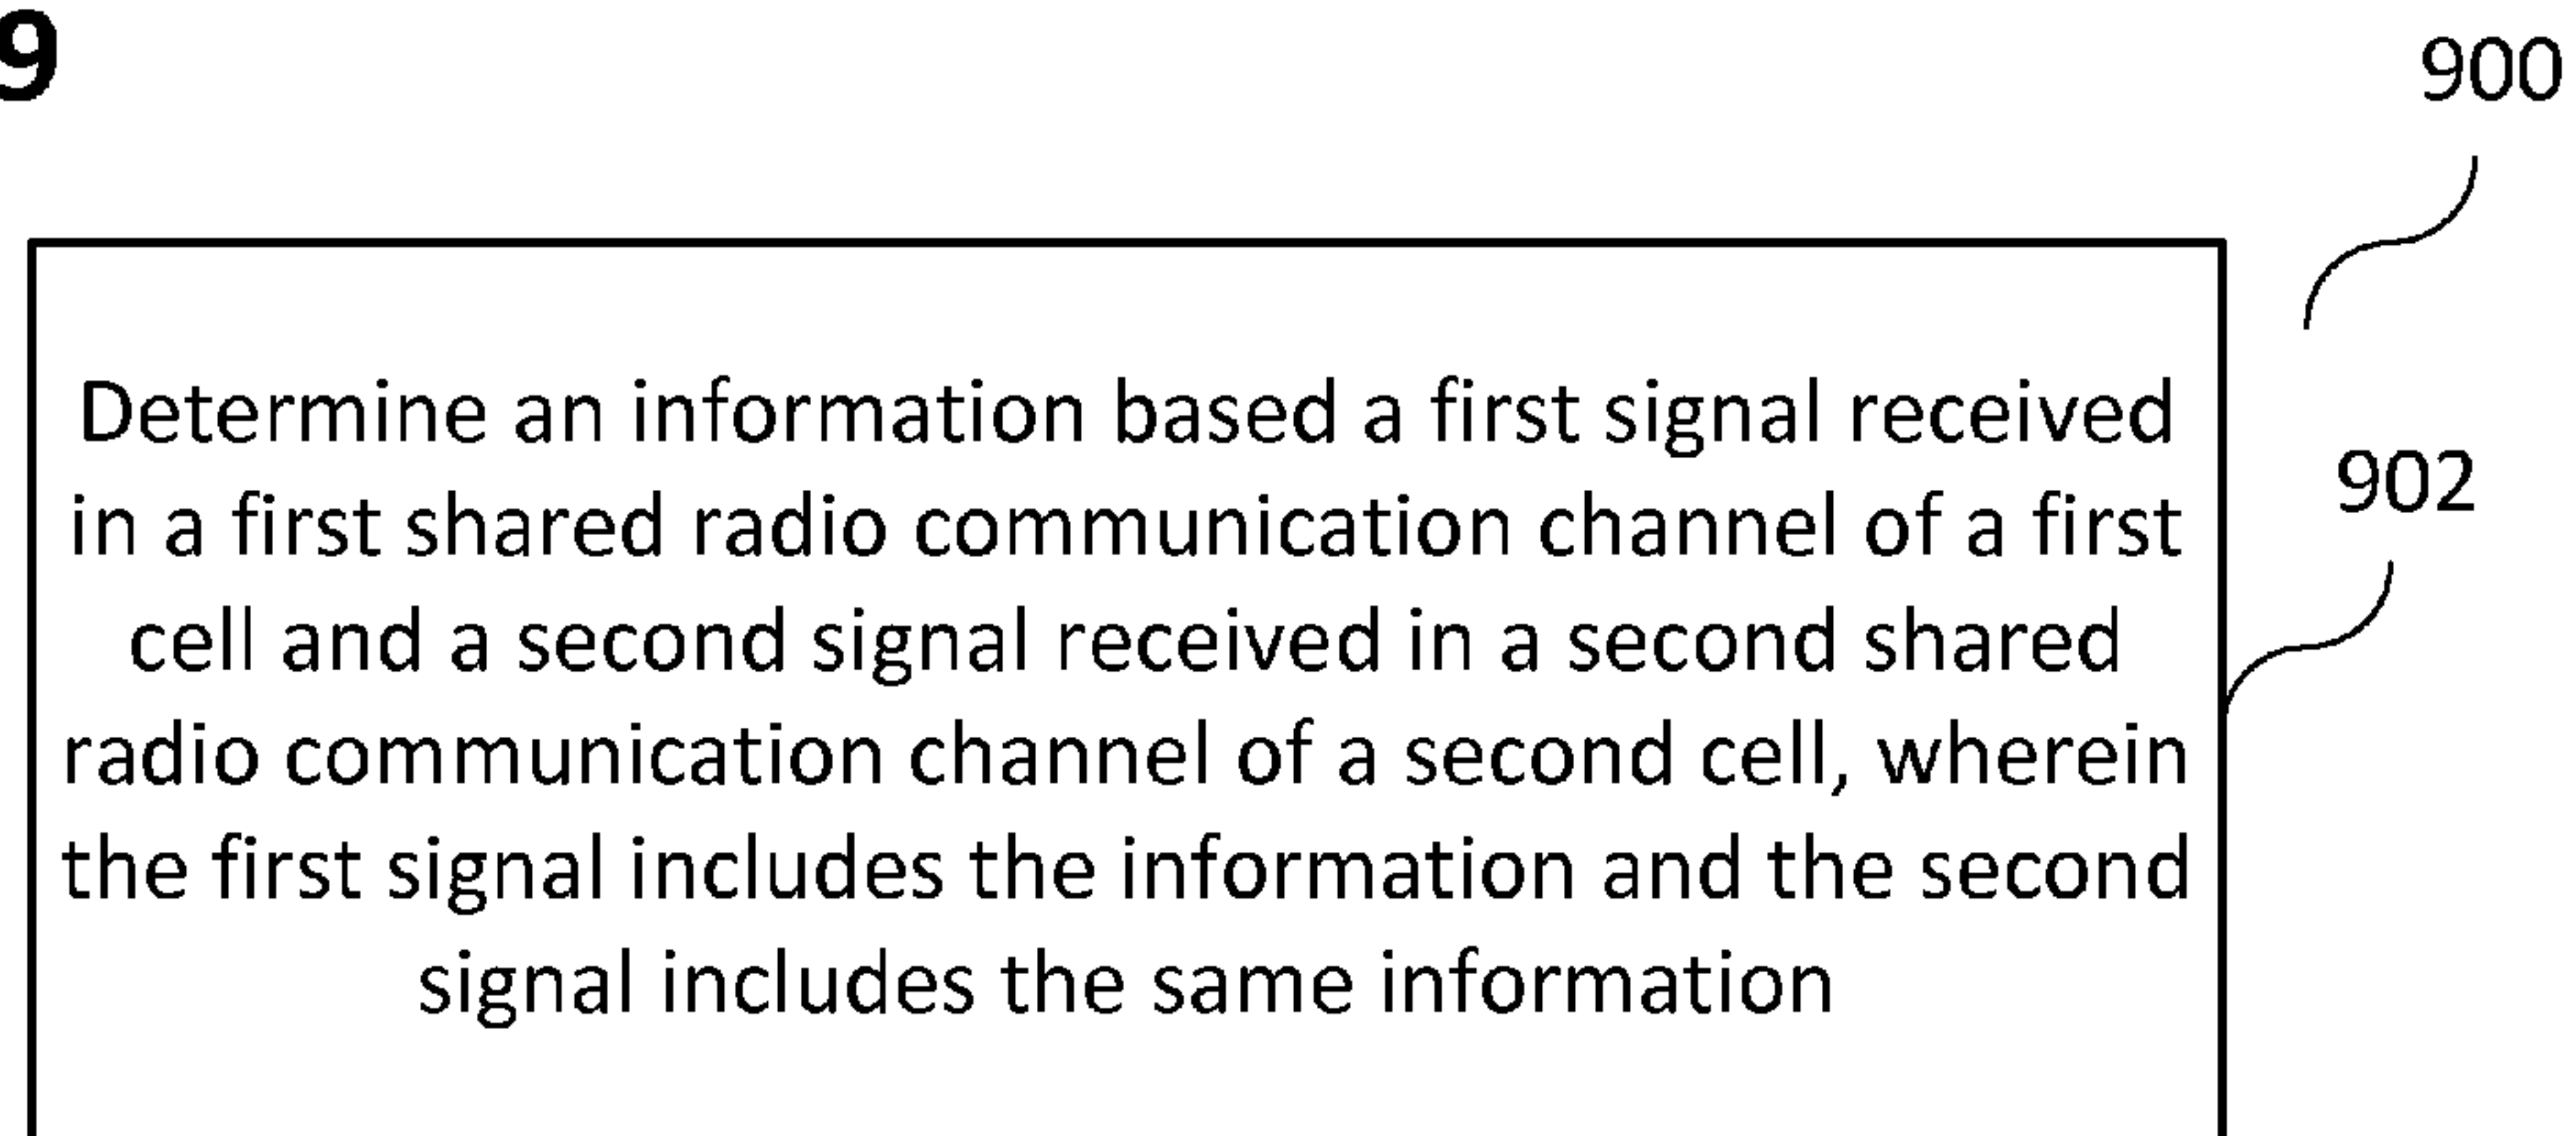 9
900
Determine an information based a first signal received
in a first shared radio communication channel of a first
902
cell and a second signal received in a second shared
radio communication channel of a second cell, wherein
the first signal includes the information and the second
signal includes the same information